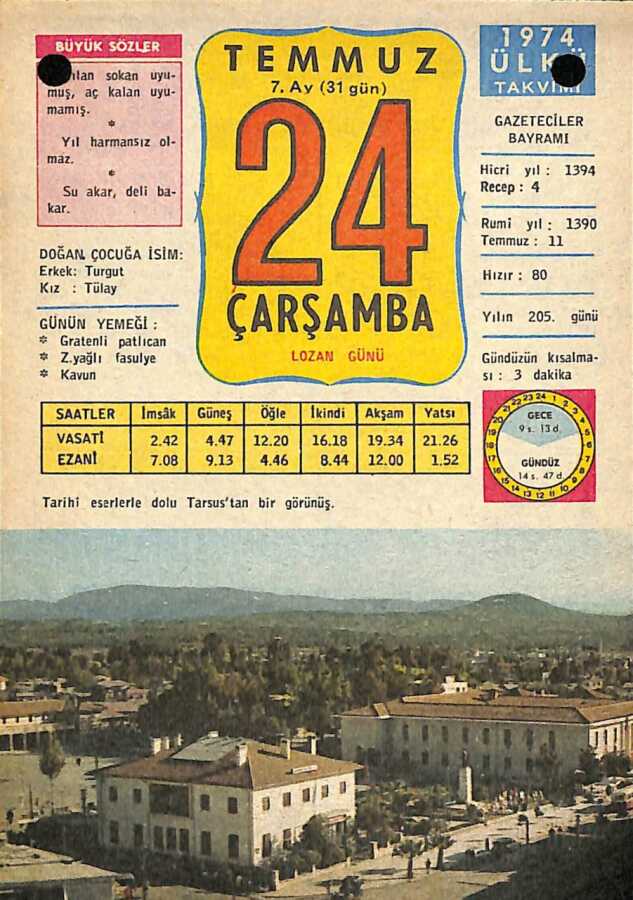 BÜYÜK SÖZLER
ılan sokan uyu-
muş, aç kalan uyu-
mamış.
*
Yıl harmansız ol-
maz.
*
Su akar, deli ba-
kar.
DOĞAN ÇOCUĞA İSİM:
Erkek: Turgut
Kız : Tülay
GÜNÜN YEMEĞİ :
* Gratenli patlıcan
* Z.yağlı fasulye
* Kavun
TEMMUZ
7. Ay (31 gün)
24
ÇARŞAMBA
LOZAN GÜNÜ
1974
ÜLKÜ
TAKVİMİ
GAZETECİLER
BAYRAMI
Hicri yıl : 1394
Recep : 4
Rumi yıl : 1390
Temmuz : 11
Hızır : 80
Yılın 205. günü
Gündüzün kısalma-
sı : 3 dakika
SAATLER İmsâk Güneş Öğle İkindi Akşam Yatsı
VASATİ 2.42 4.47 12.20 16.18 19.34 21.26
EZANİ 7.08 9.13 4.46 8.44 12.00 1.52
GECE
9 s. 13 d.
GÜNDÜZ
14 s. 47 d.
Tarihi eserlerle dolu Tarsus'tan bir görünüş.